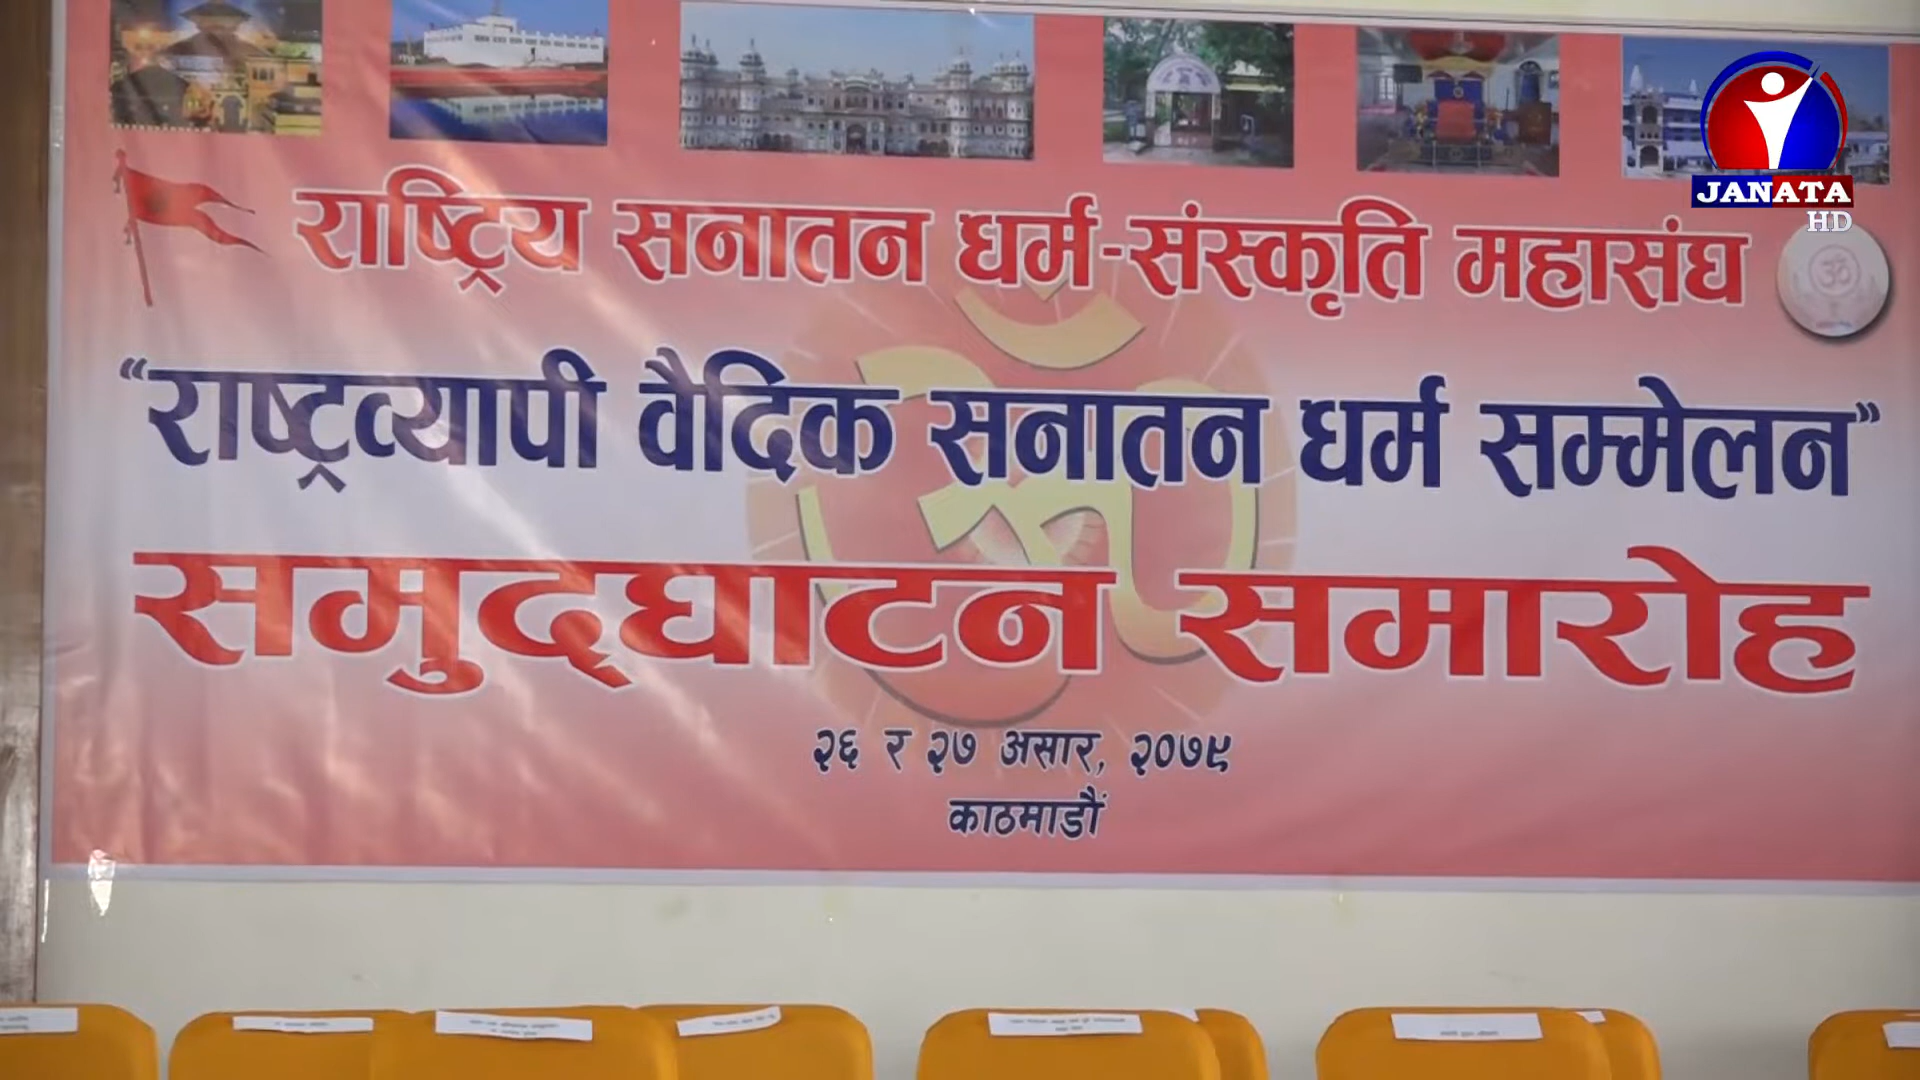 JANATA
HD
राष्ट्रिय सनातन धर्म-संस्कृति महासंघ
ॐ
“राष्ट्रव्यापी वैदिक सनातन धर्म सम्मेलन”
समुद्घाटन समारोह
२६ र २७ असार, २०७९
काठमाडौं